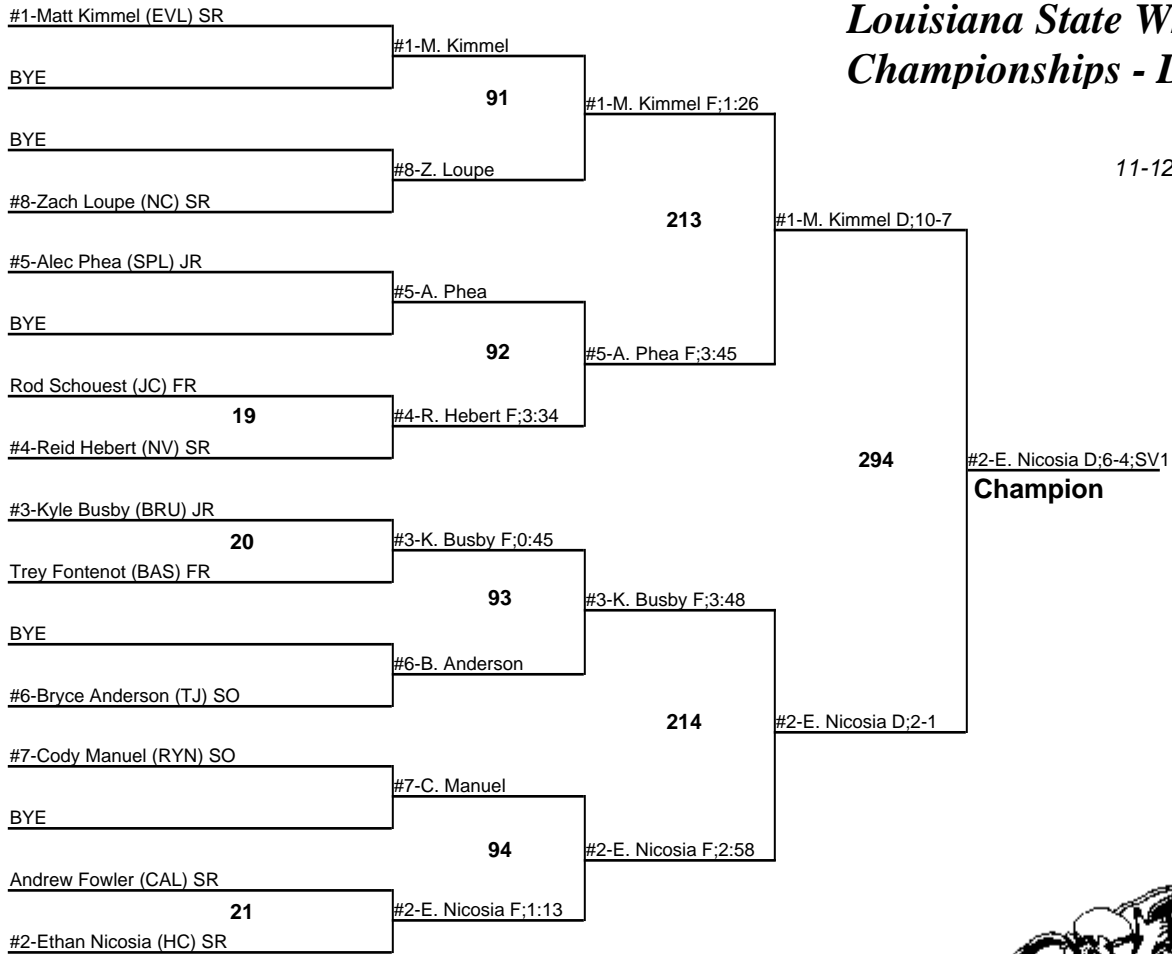 #1-Matt Kimmel (EVL) SR
Louisiana State
Championships -
#1-M. Kimmel
BYE
91
#1-M. Kimmel F;1:26
BYE
11-12
#8-Z. Loupe
#8-Zach Loupe (NC) SR
213
#1-M. Kimmel D;10-7
#5-Alec Phea (SPL) JR
#5-A. Phea
BYE
92
#5-A. Phea F;3:45
Rod Schouest (JC) FR
19
#4-R. Hebert F;3:34
#4-Reid Hebert (NV) SR
294
#2-E. Nicosia D;6-4;SV1
Champion
#3-Kyle Busby (BRU) JR
20
#3-K. Busby F;0:45
Trey Fontenot (BAS) FR
93
#3-K. Busby F;3:48
BYE
#6-B. Anderson
#6-Bryce Anderson (TJ) SO
214
#2-E. Nicosia D;2-1
#7-Cody Manuel (RYN) SO
#7-C. Manuel
BYE
94
#2-E. Nicosia F;2:58
Andrew Fowler (CAL) SR
21
#2-E. Nicosia F;1:13
#2-Ethan Nicosia (HC) SR